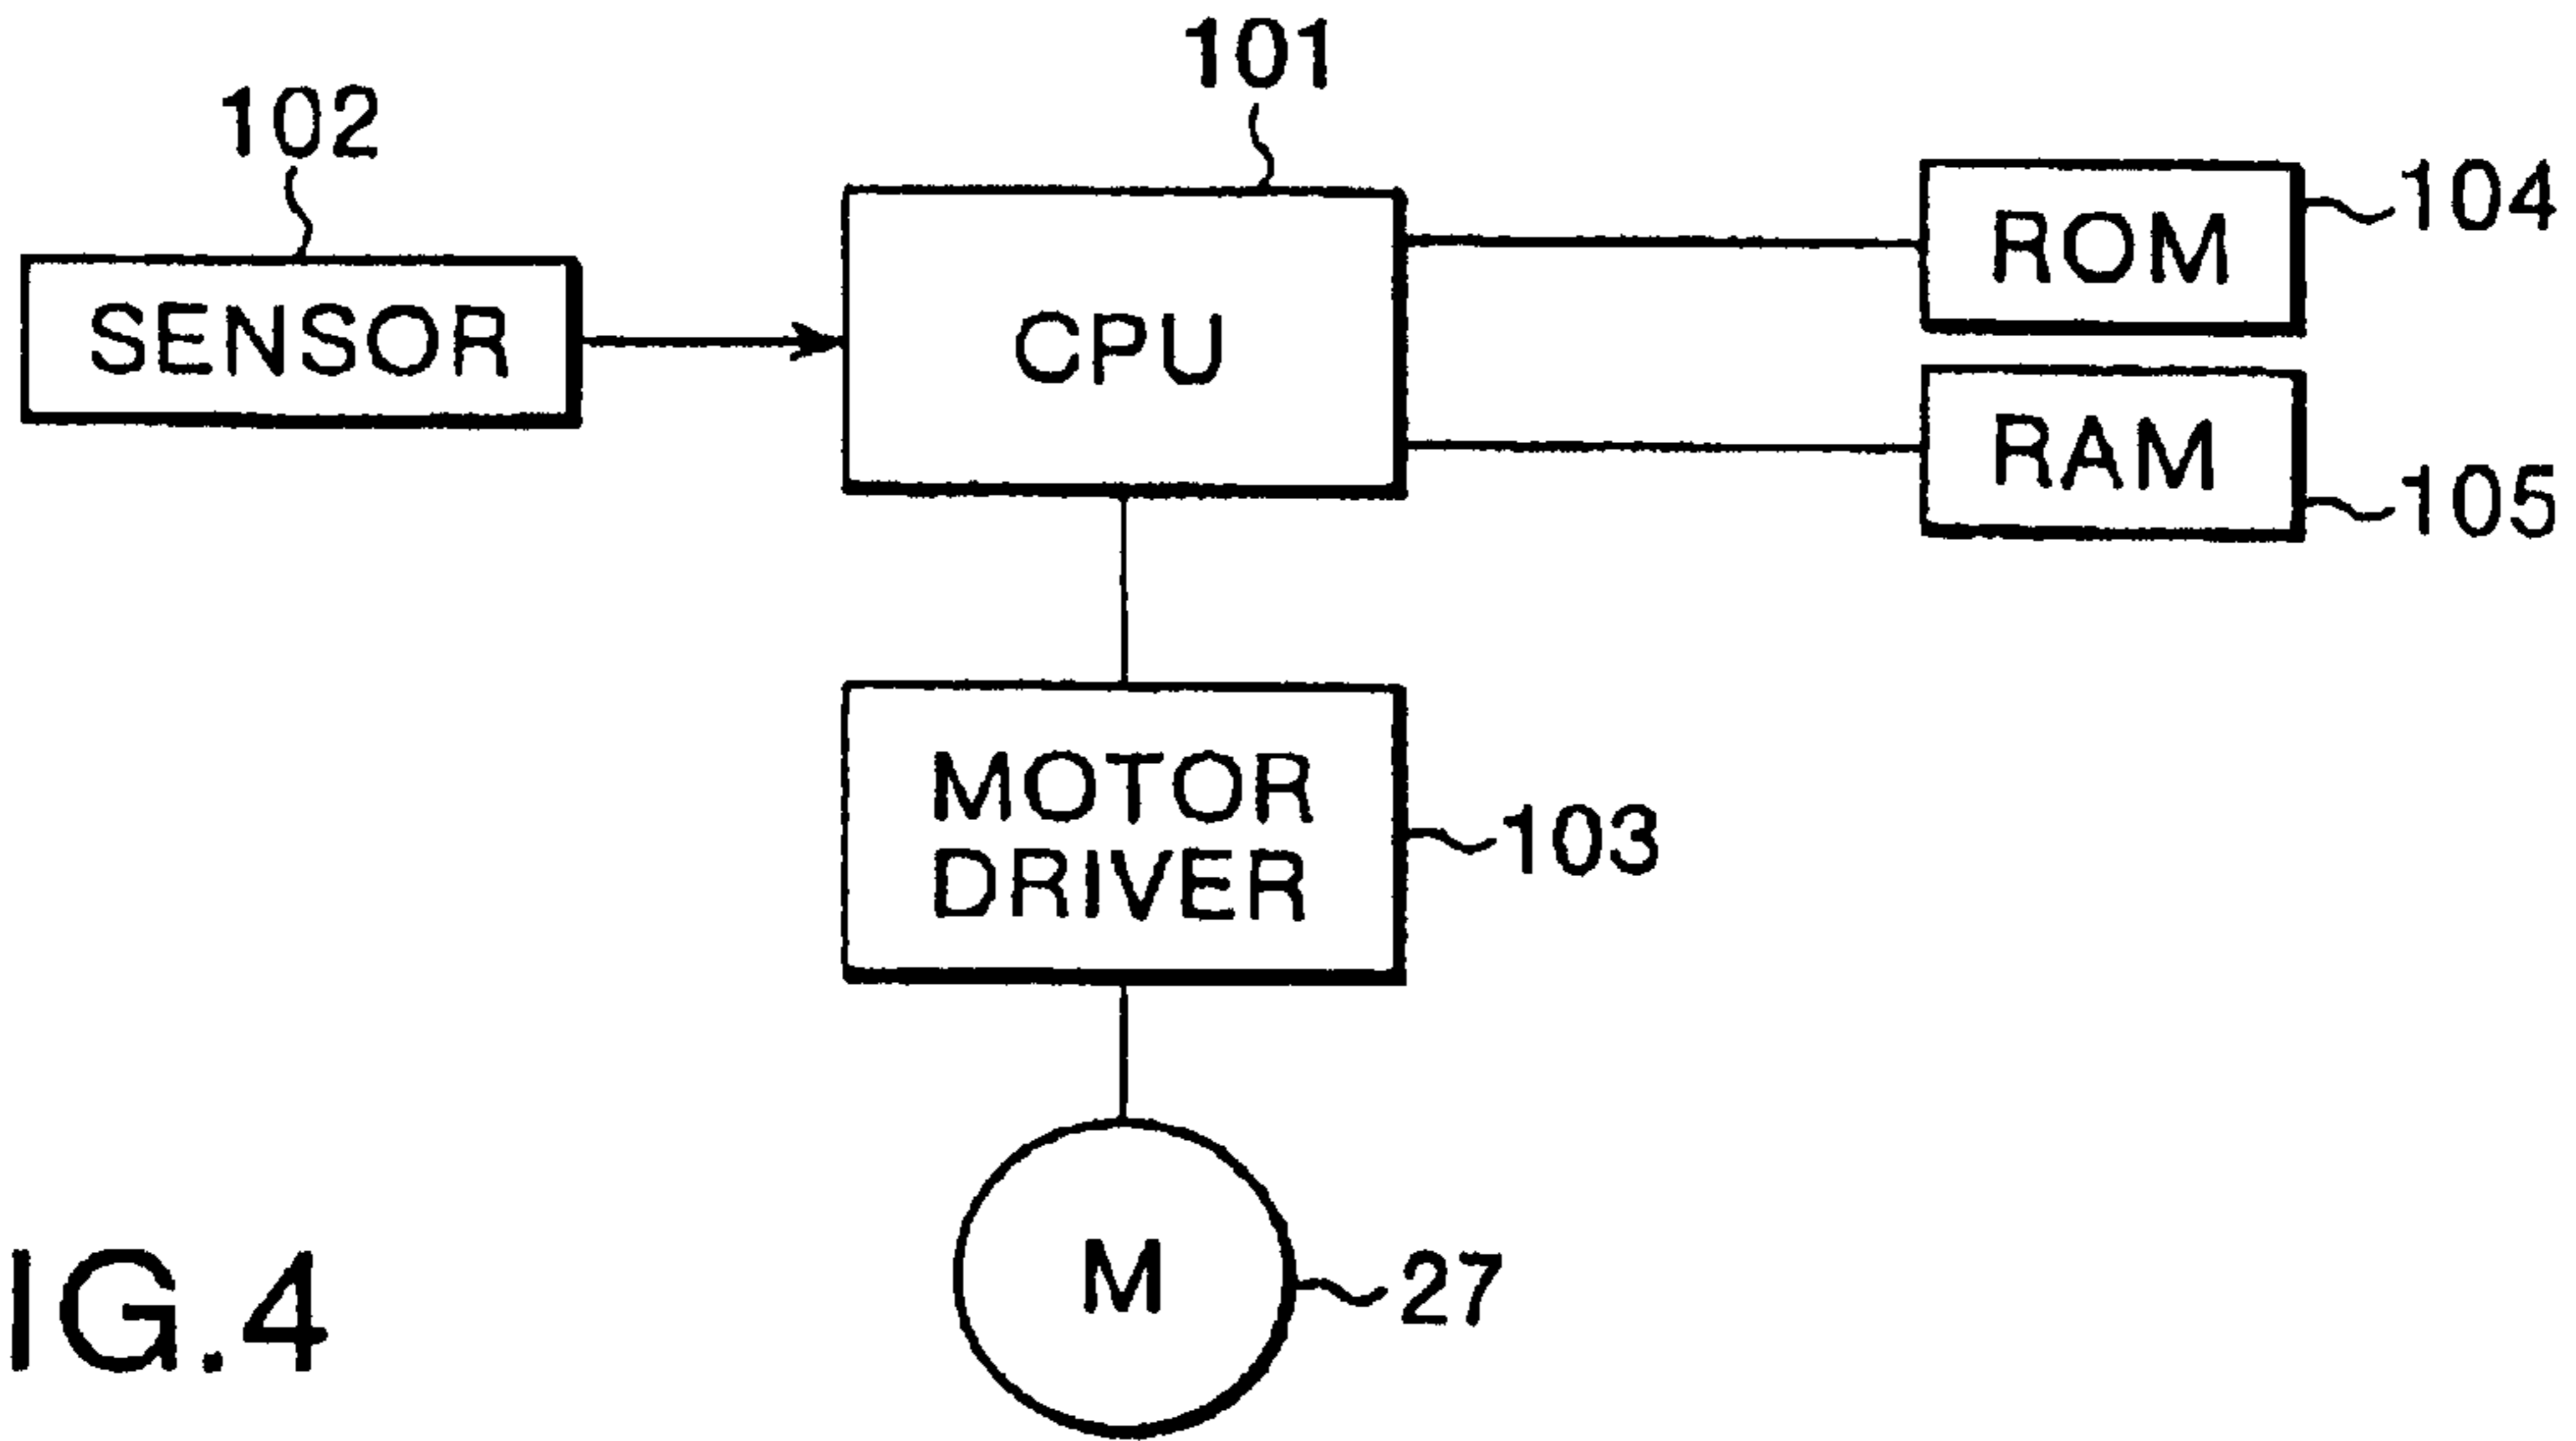 101
102
104
ROM
SENSOR
CPU
RAM
105
MOTOR
DRIVER
103
M
27
IG.4